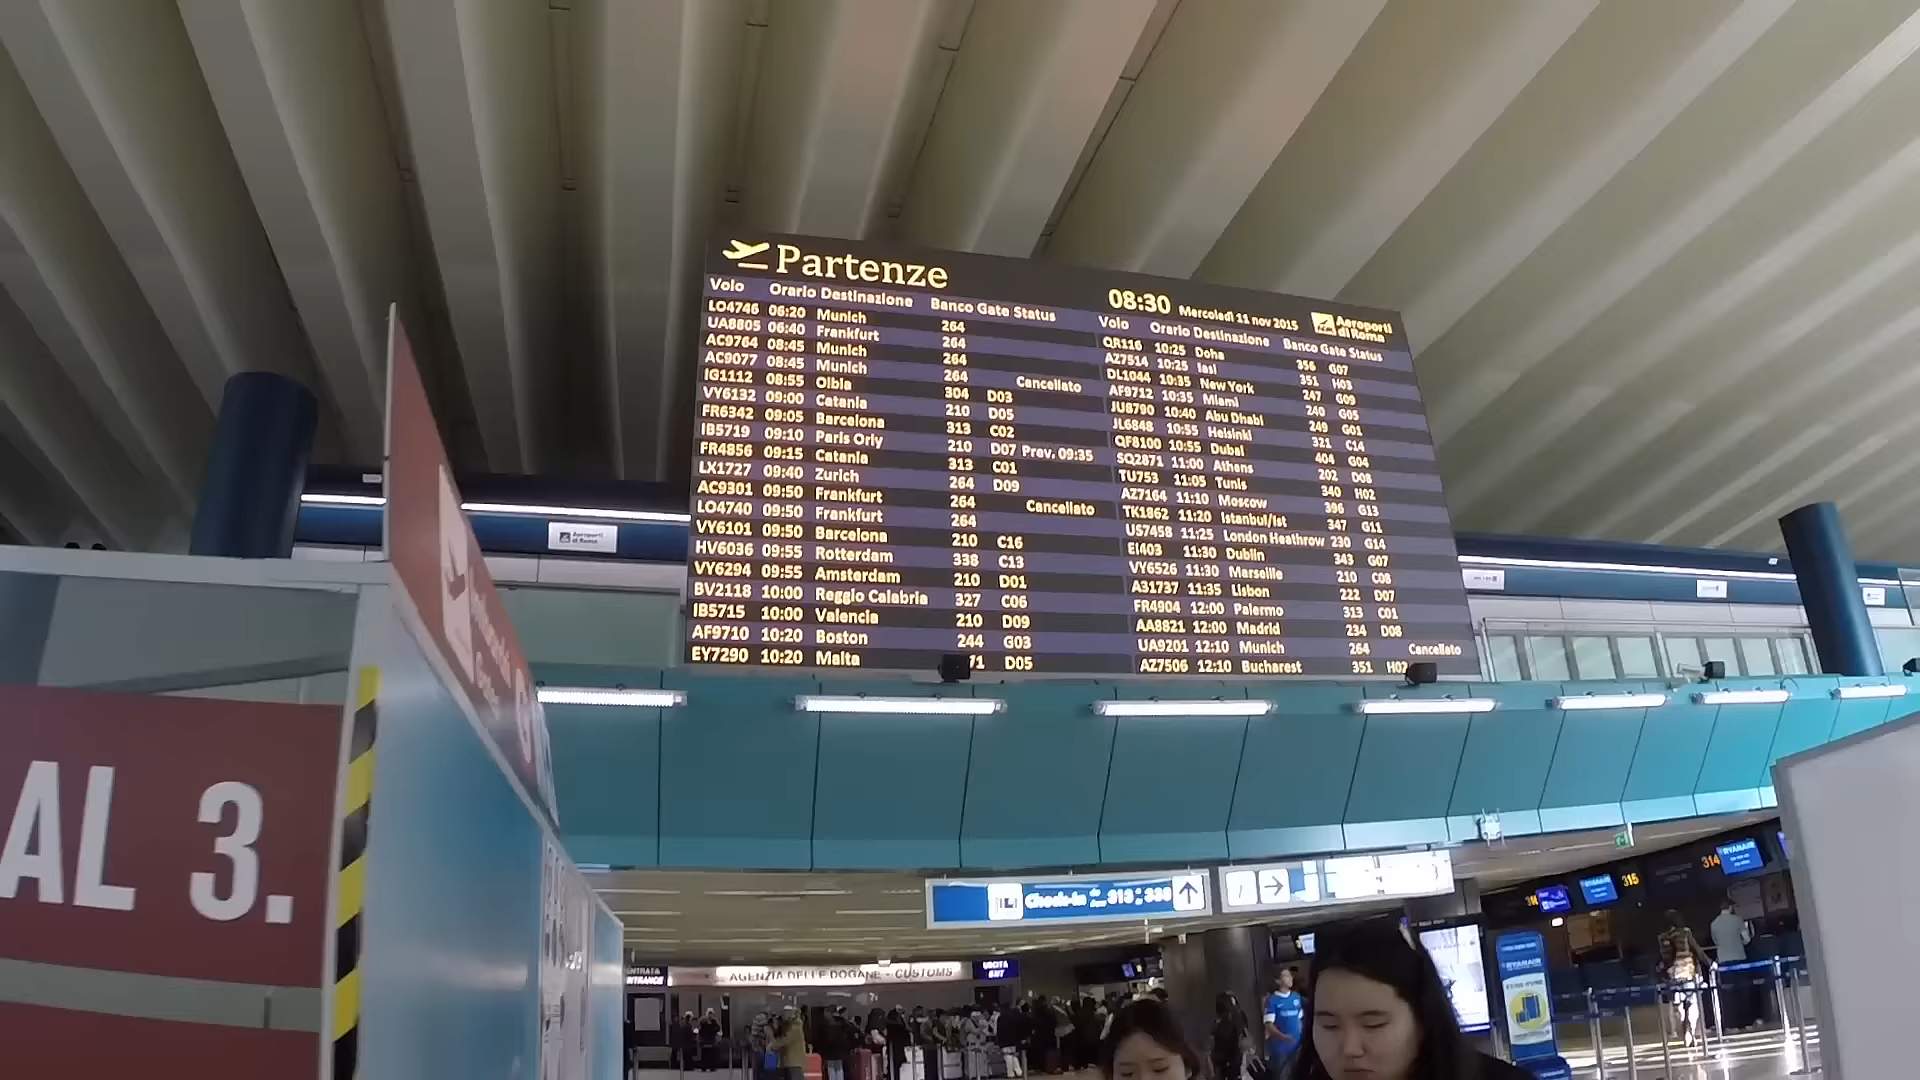 Partenze
08:30 Mercoledì 11 nov 2015 Aeroporti di Roma
Volo Orario Destinazione Banco Gate Status
LO4746 06:20 Munich 264
UA8805 06:40 Frankfurt 264
AC9764 08:45 Munich 264
AC9077 08:45 Munich 264 Cancellato
IG1112 08:55 Olbia 304 D03
VY6132 09:00 Catania 210 D05
FR6342 09:05 Barcelona 313 C02
IB5719 09:10 Paris Orly 210 D07 Prev. 09:35
FR4856 09:15 Catania 313 C01
LX1727 09:40 Zurich 264 D09
AC9301 09:50 Frankfurt 264 Cancellato
LO4740 09:50 Frankfurt 264
VY6101 09:50 Barcelona 210 C16
HV6036 09:55 Rotterdam 338 C13
VY6294 09:55 Amsterdam 210 D01
BV2118 10:00 Reggio Calabria 327 C06
IB5715 10:00 Valencia 210 D09
AF9710 10:20 Boston 244 G03
EY7290 10:20 Malta 71 D05
Volo Orario Destinazione Banco Gate Status
QR116 10:25 Doha 356 G07
AZ7514 10:25 Iasi 351 H03
DL1044 10:35 New York 247 G09
AF9712 10:35 Miami 240 G05
JU8790 10:40 Abu Dhabi 249 G01
JL6848 10:55 Helsinki 321 C14
QF8100 10:55 Dubai 404 G04
SQ2871 11:00 Athens 202 D08
TU753 11:05 Tunis 340 H02
AZ7164 11:10 Moscow 396 G13
TK1862 11:20 Istanbul/Ist 347 G11
US7458 11:25 London Heathrow 230 G14
EI403 11:30 Dublin 343 G07
VY6526 11:30 Marseille 210 C08
A31737 11:35 Lisbon 222 D07
FR4904 12:00 Palermo 313 C01
AA8821 12:00 Madrid 234 D08
UA9201 12:10 Munich 264 Cancellato
AZ7506 12:10 Bucharest 351 H02
Aeroporti di Roma
AL 3.
Check-in
AGENZIA DELLE DOGANE - CUSTOMS
USCITA
EXIT
314
RYANAIR
315